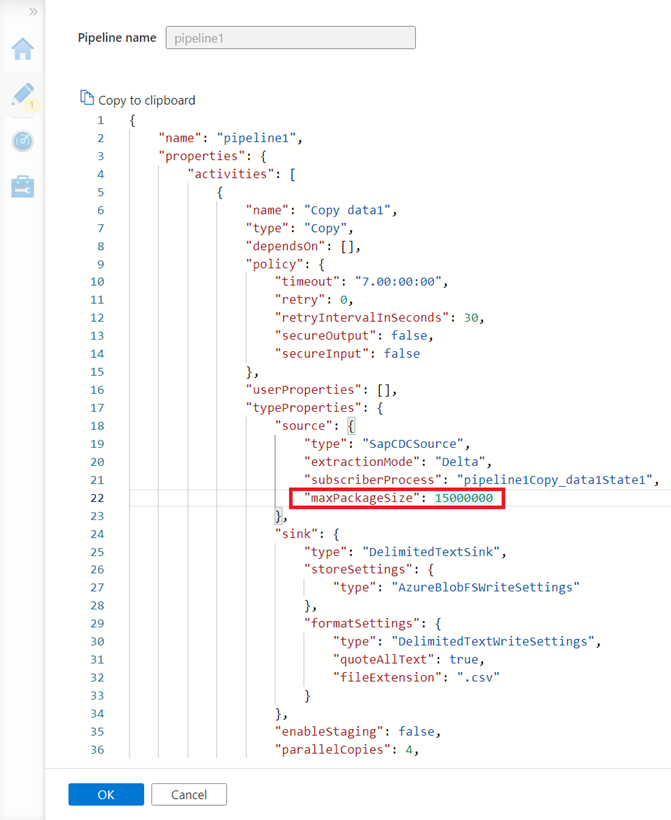 »
Pipeline name
pipeline1
1
Copy to clipboard
1 {
2 "name": "pipeline1",
3 "properties": {
4 "activities": [
5 {
6 "name": "Copy data1",
7 "type": "Copy",
8 "dependsOn": [],
9 "policy": {
10 "timeout": "7.00:00:00",
11 "retry": 0,
12 "retryIntervalInSeconds": 30,
13 "secureOutput": false,
14 "secureInput": false
15 },
16 "userProperties": [],
17 "typeProperties": {
18 "source": {
19 "type": "SapCDCSource",
20 "extractionMode": "Delta",
21 "subscriberProcess": "pipeline1Copy_data1State1",
22 "maxPackageSize": 15000000
23 },
24 "sink": {
25 "type": "DelimitedTextSink",
26 "storeSettings": {
27 "type": "AzureBlobFSWriteSettings"
28 },
29 "formatSettings": {
30 "type": "DelimitedTextWriteSettings",
31 "quoteAllText": true,
32 "fileExtension": ".csv"
33 }
34 },
35 "enableStaging": false,
36 "parallelCopies": 4,
OK
Cancel